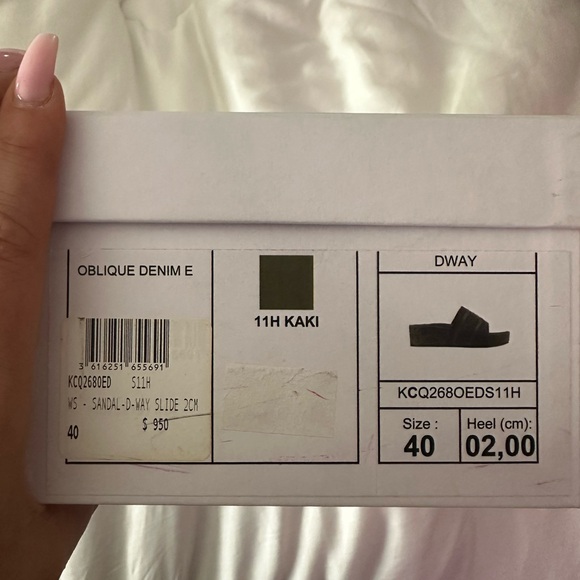 OBLIQUE DENIM E
3 616251 655691
KCQ268OED S11H
WS - SANDAL-D-WAY SLIDE 2CM
$ 950
40
11H KAKI
DWAY
KCQ268OEDS11H
Size :
40
Heel (cm):
02,00